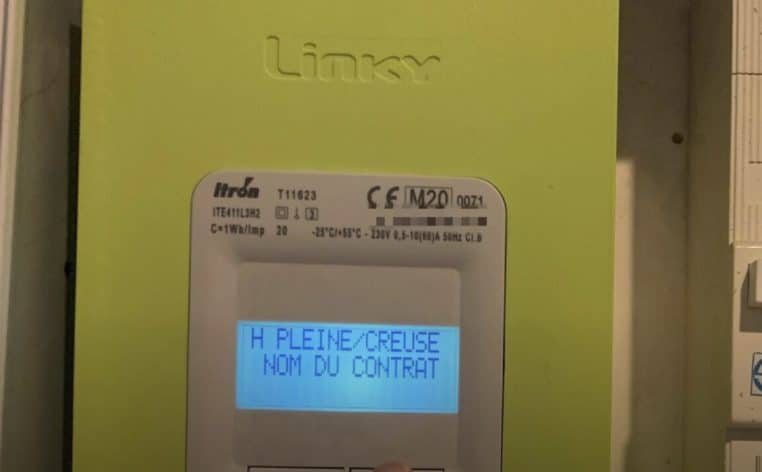 Linky
Itron T11623 CE M20 0071
ITE411L3H2
C=1Wh/Imp 20 -25°C/+55°C - 230V 0,5-10(60)A 50Hz Cl.B
H PLEINE/CREUSE
NOM DU CONTRAT